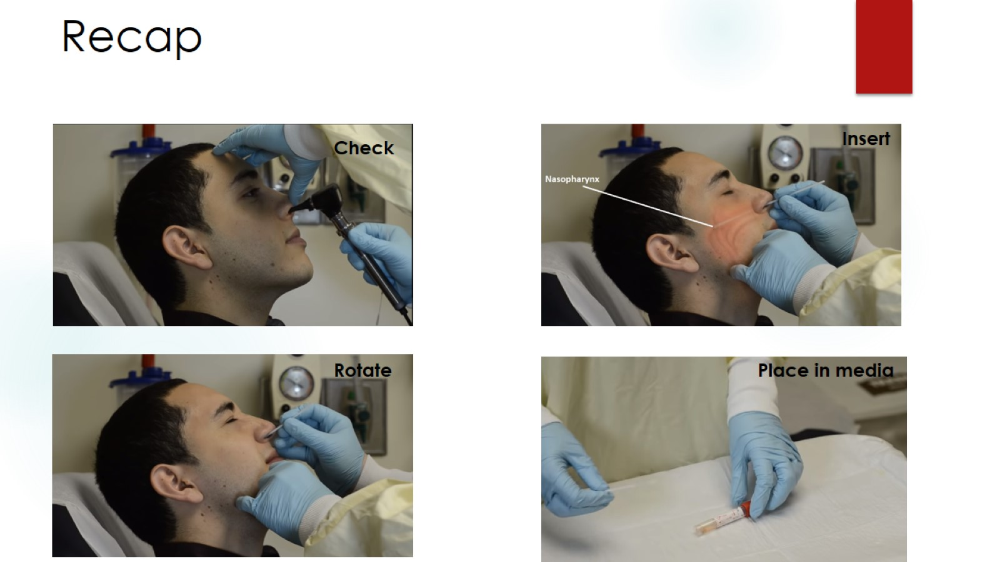 Recap
Check
Insert
Nasopharynx
Rotate
Place in media